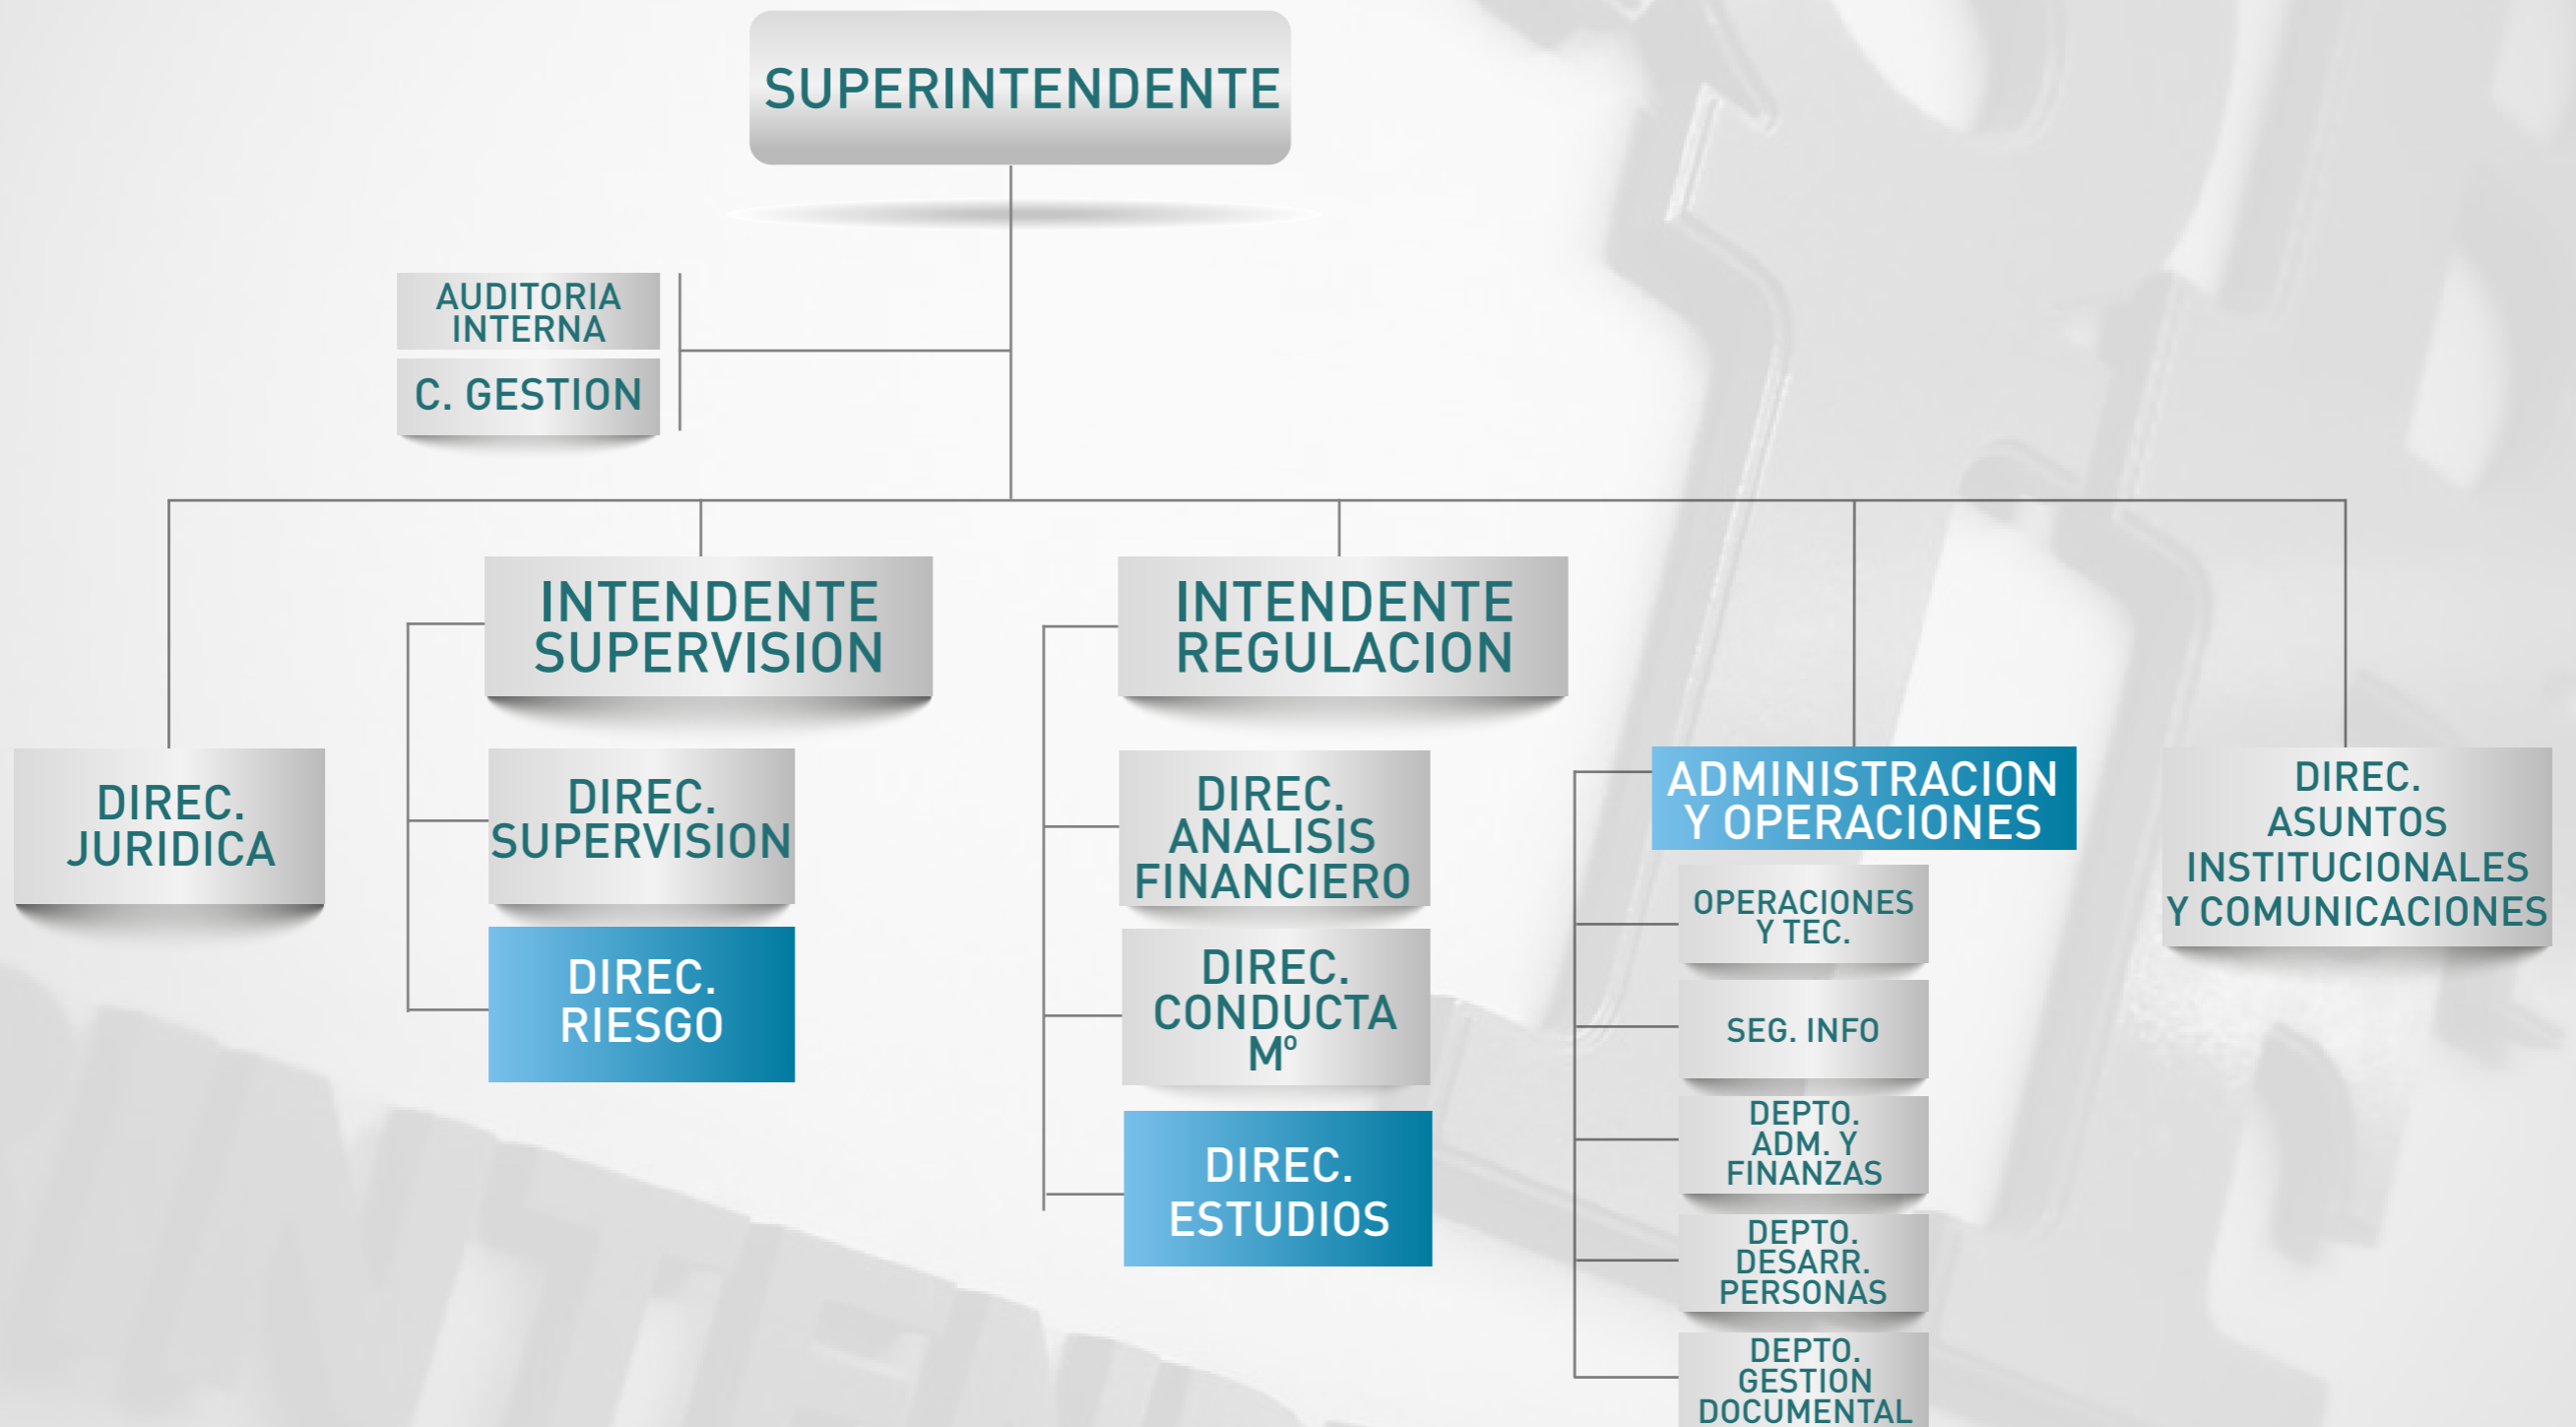 SUPERINTENDENTE
AUDITORIA
INTERNA
C. GESTION
INTENDENTE
SUPERVISION
INTENDENTE
REGULACION
DIREC.
JURIDICA
DIREC.
SUPERVISION
DIREC.
RIESGO
DIREC.
ANALISIS
FINANCIERO
DIREC.
CONDUCTA
Mº
DIREC.
ESTUDIOS
ADMINISTRACION
Y OPERACIONES
OPERACIONES
Y TEC.
SEG. INFO
DEPTO.
ADM. Y
FINANZAS
DEPTO.
DESARR.
PERSONAS
DEPTO.
GESTION
DOCUMENTAL
DIREC.
ASUNTOS
INSTITUCIONALES
Y COMUNICACIONES